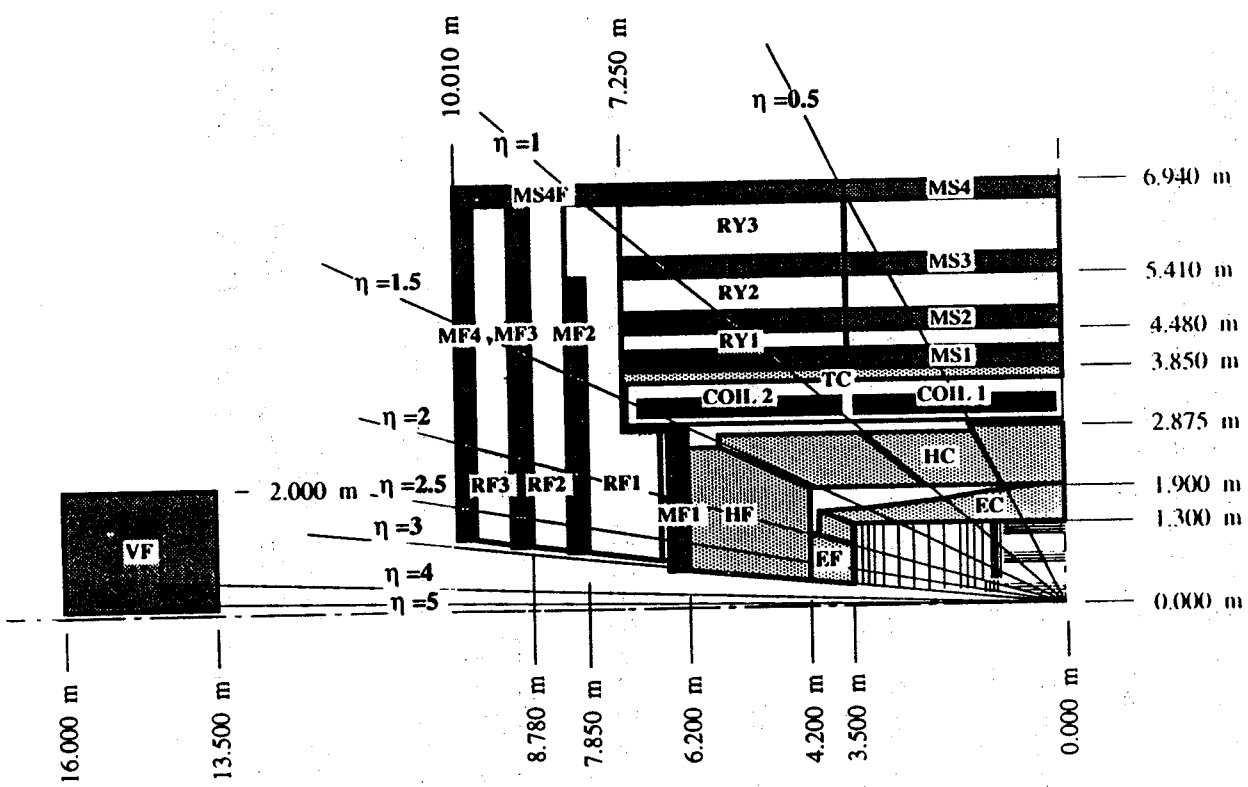 10.010 m
7.250 m
η =0.5
η =1
MS4F
MS4
6.940 m
RY3
η =1.5
MS3
5.410 m
RY2
MF4
MF3
MF2
MS2
4.480 m
RY1
MS1
3.850 m
TC
COIL 2
COIL 1
η =2
2.875 m
HC
RF3
RF2
RF1
η =2.5
2.000 m
1.900 m
EC
MF1
HF
1.300 m
η =3
VF
EF
η =4
η =5
0.000 m
16.000 m
13.500 m
8.780 m
7.850 m
6.200 m
4.200 m
3.500 m
0.000 m